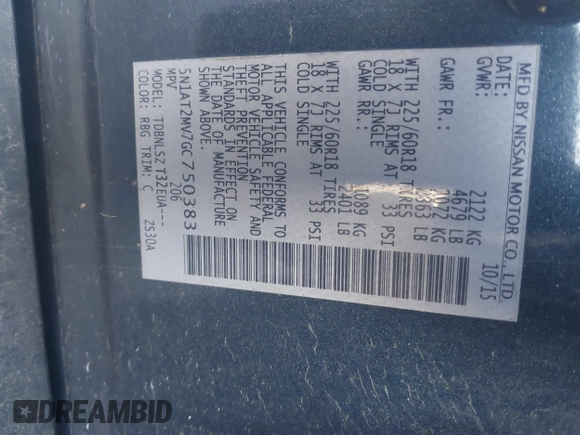 MFD BY NISSAN MOTOR CO., LTD.
DATE: 10/15
GVWR: 2122 KG
4679 LB
GAWR FR: KG
LB
WITH 225/60R18 TIRES
18 X 7J RIMS AT 33 PSI
COLD SINGLE
GAWR RR: 1089 KG
2401 LB
WITH 225/60R18 TIRES
18 X 7J RIMS AT 33 PSI
COLD SINGLE
THIS VEHICLE CONFORMS TO
ALL APPLICABLE FEDERAL
MOTOR VEHICLE SAFETY AND
THEFT PREVENTION
STANDARDS IN EFFECT ON
THE DATE OF MANUFACTURE
SHOWN ABOVE.
5N1AT2MV7GC750383
MPV 206
MODEL: TDBNLSZ T32EUA---
COLOR: RBG TRIM: C ZS30A
DREAMBID